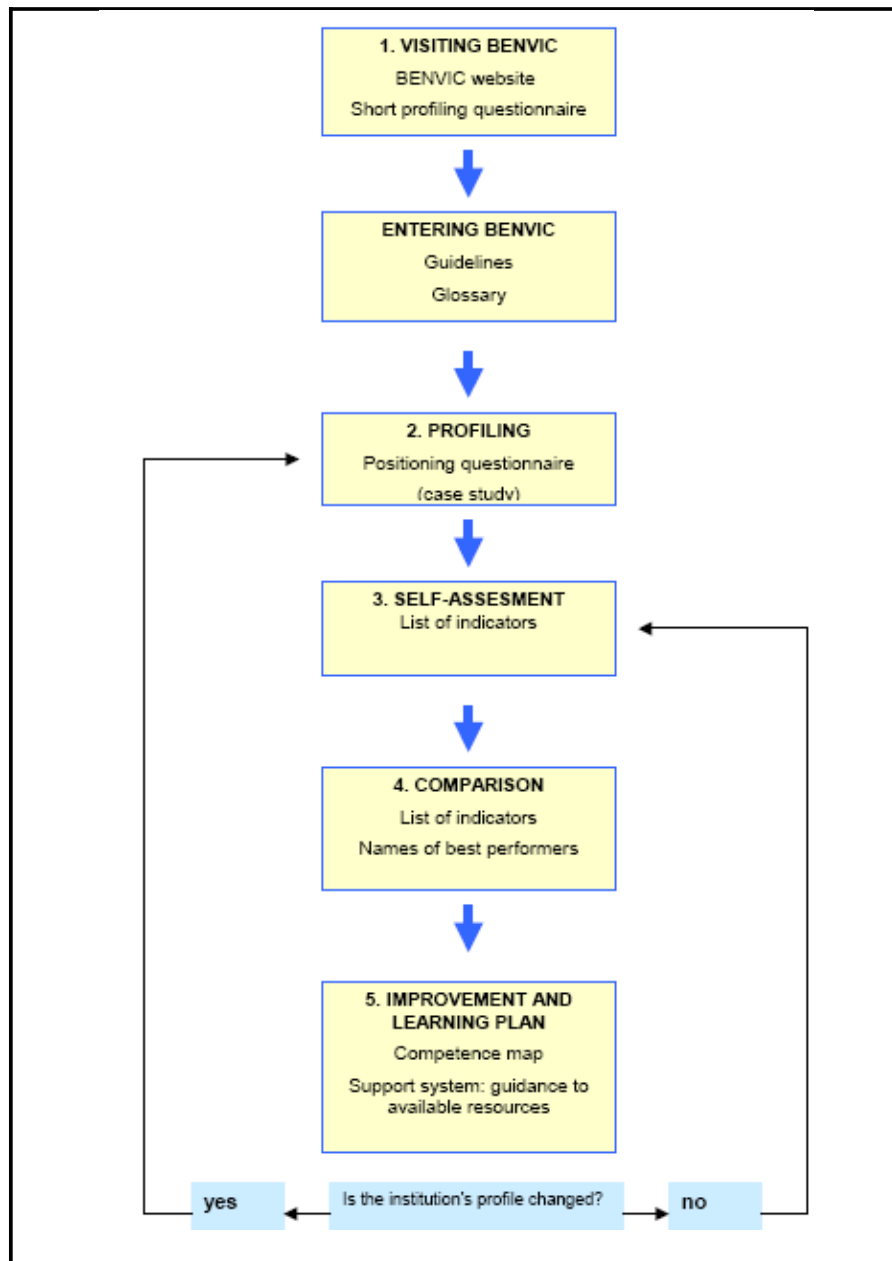 1. VISITING BENVIC
BENVIC website
Short profiling questionnaire
ENTERING BENVIC
Guidelines
Glossary
2. PROFILING
Positioning questionnaire
(case study)
3. SELF-ASSESMENT
List of indicators
4. COMPARISON
List of indicators
Names of best performers
5. IMPROVEMENT AND
LEARNING PLAN
Competence map
Support system: guidance to
available resources
yes
Is the institution's profile changed?
no